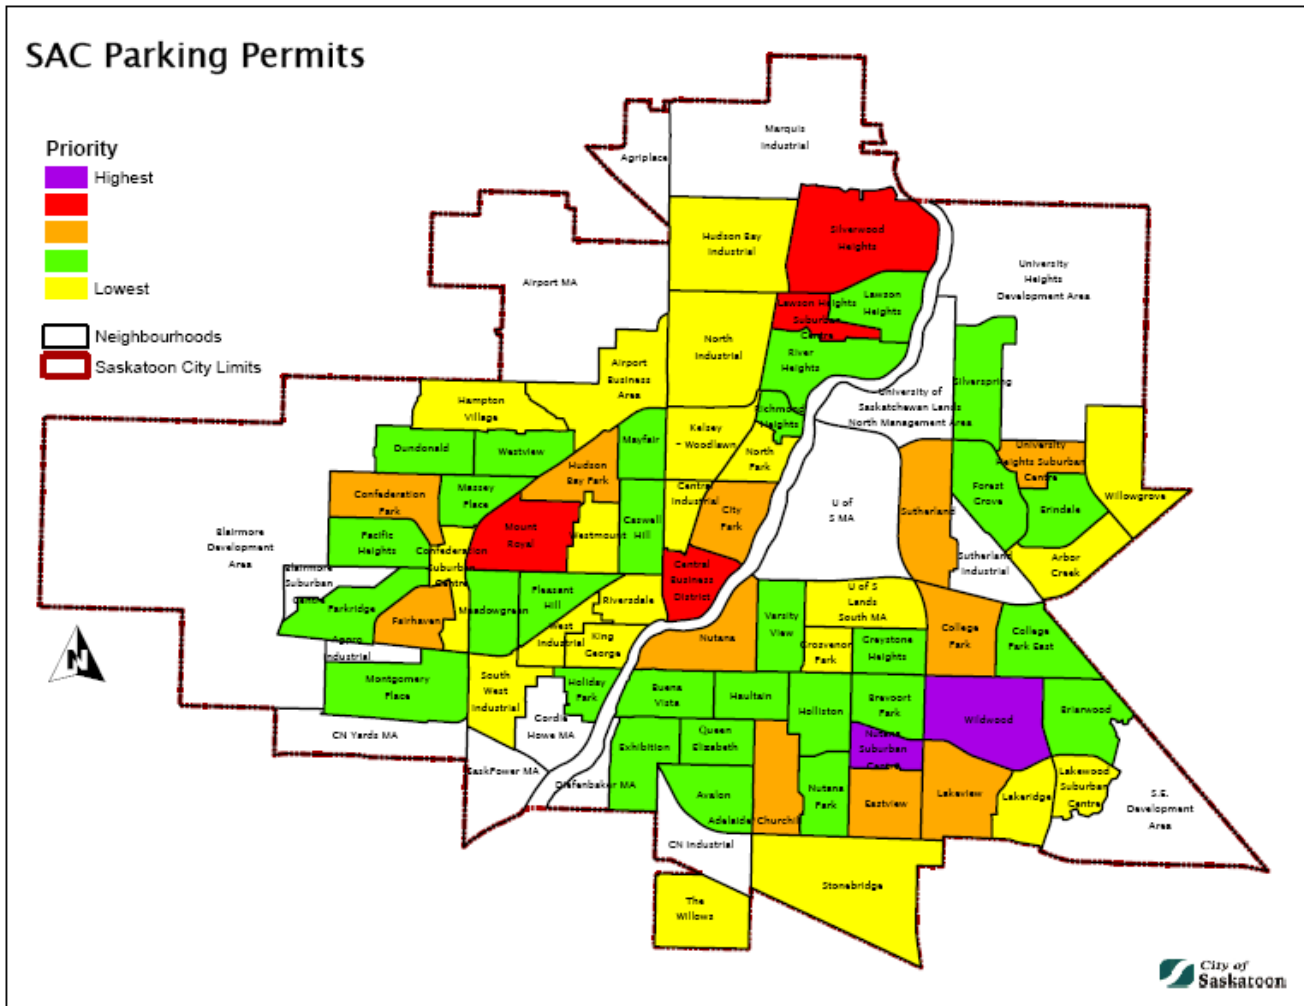 SAC Parking Permits
Priority
Highest
Lowest
Neighbourhoods
Saskatoon City Limits
Marquis
Industrial
Agriplace
Hudson Bay
Industrial
Silverwood
Heights
University
Heights
Development Area
Airport MA
Lawson
Heights
Lawson Heights
Suburban
Centre
North
Industrial
River
Heights
Airport
Business
Area
Silverspring
University of
Saskatchewan Lands
North Management Area
Hampton
Village
Richmond
Heights
Dundonald
Westview
Mayfair
Kelsey
- Woodlawn
North
Park
University
Heights Suburban
Centre
Hudson
Bay Park
Confederation
Park
Massey
Place
Central
Industrial
City
Park
U of
S MA
Sutherland
Forest
Grove
Erindale
Willowgrove
Blairmore
Development
Area
Pacific
Heights
Mount
Royal
Westmount
Caswell
Hill
Confederation
Suburban
Centre
Sutherland
Industrial
Arbor
Creek
Blairmore
Suburban
Centre
Central
Business
District
Parkridge
Fairhaven
Meadowgreen
Pleasant
Hill
Riversdale
U of S
Lands
South MA
Agpro
Industrial
West
Industrial
King
George
Nutana
Varsity
View
Grosvenor
Park
Greystone
Heights
College
Park
College
Park East
Montgomery
Place
South
West
Industrial
Holiday
Park
Buena
Vista
Haultain
Holliston
Brevoort
Park
Wildwood
Briarwood
CN Yards MA
Gordie
Howe MA
Exhibition
Queen
Elizabeth
Nutana
Suburban
Centre
SaskPower MA
Diefenbaker MA
Avalon
Adelaide
Churchill
Nutana
Park
Eastview
Lakeview
Lakeridge
Lakewood
Suburban
Centre
S.E.
Development
Area
CN Industrial
Stonebridge
The
Willows
N
City of
Saskatoon